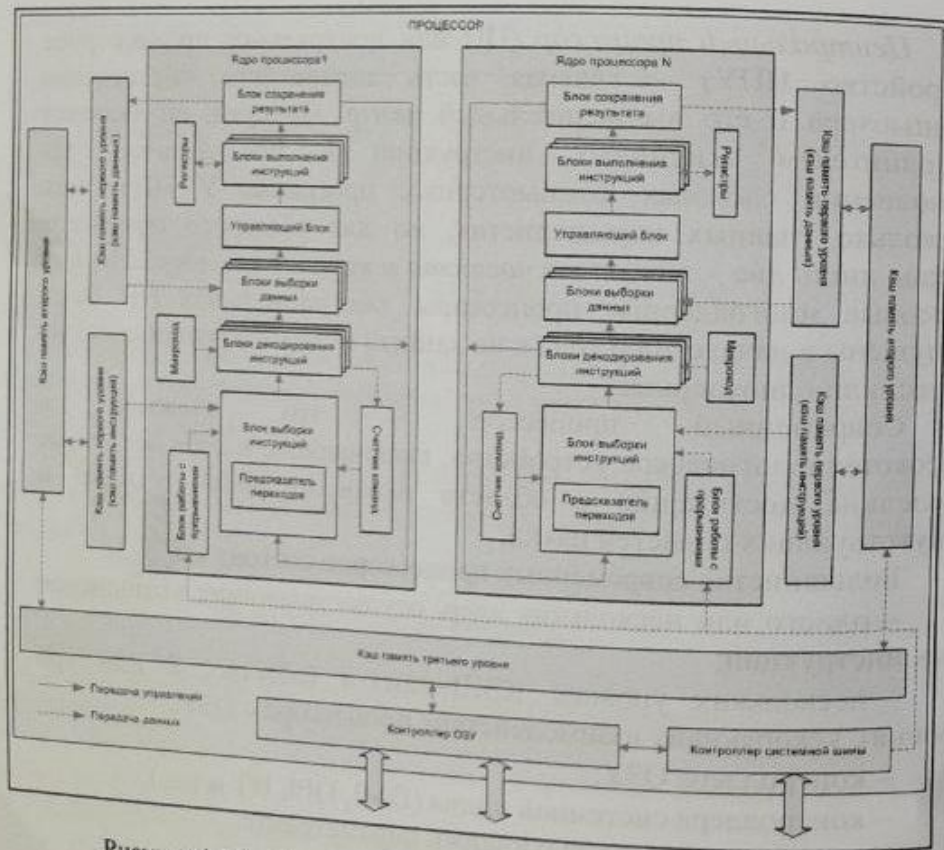 ПРОЦЕССОР
Ядро процессора 1
Блок сохранения
результата
Блоки выполнения
инструкций
Управляющий блок
Блоки выборки
данных
Блоки декодирования
инструкций
Блок выборки
инструкций
Предсказатель
переходов
Регистры
Микрокод
Счетчик команд
Блок работы с
прерываниями
Кэш память первого уровня
(кэш память данных)
Кэш память первого уровня
(кэш память инструкций)
Кэш память второго уровня
Ядро процессора N
Блок сохранения
результата
Блоки выполнения
инструкций
Управляющий блок
Блоки выборки
данных
Блоки декодирования
инструкций
Блок выборки
инструкций
Предсказатель
переходов
Регистры
Микрокод
Счетчик команд
Блок работы с
прерываниями
Кэш память первого уровня
(кэш память данных)
Кэш память первого уровня
(кэш память инструкций)
Кэш память второго уровня
Кэш память третьего уровня
Передача управления
Передача данных
Контроллер ОЗУ
Контроллер системной шины